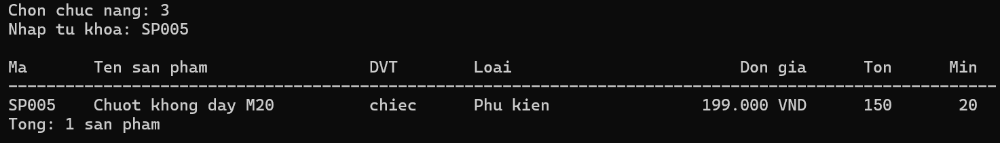 Chon chuc nang: 3
Nhap tu khoa: SP005
Ma Ten san pham DVT Loai Don gia Ton Min
--------------------------------------------------------------------------------------------------------
SP005 Chuot khong day M20 chiec Phu kien 199.000 VND 150 20
Tong: 1 san pham